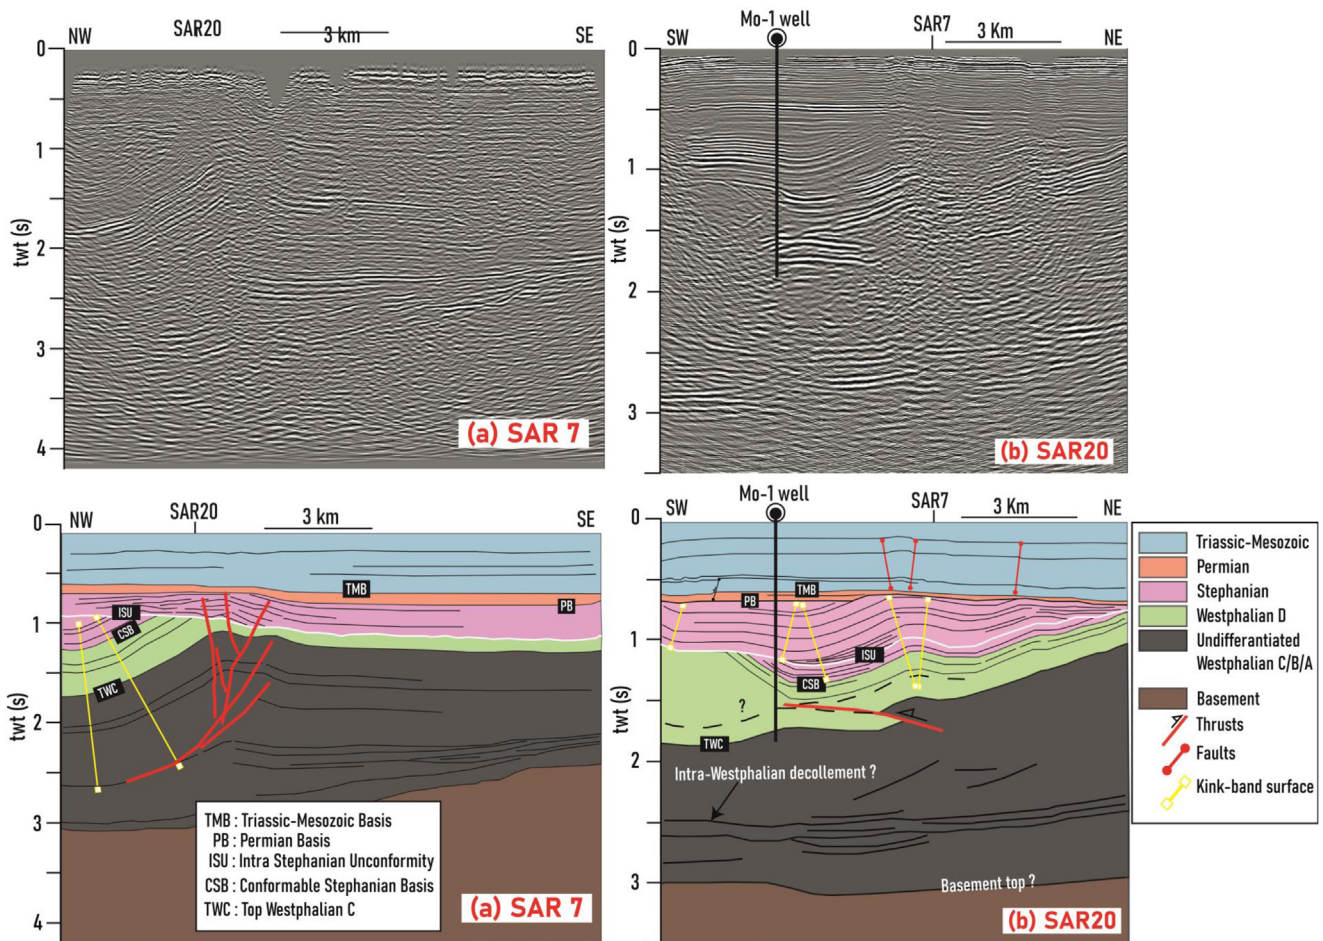 NW
SAR20
3 km
SE
0
1
2
3
4
twt (s)
(a) SAR 7
Mo-1 well
SW
SAR7
3 Km
NE
0
1
2
3
twt (s)
(b) SAR20
NW
SAR20
3 km
SE
0
1
2
3
4
twt (s)
TMB
PB
ISU
CSB
TWC
TMB : Triassic-Mesozoic Basis
PB : Permian Basis
ISU : Intra Stephanian Unconformity
CSB : Conformable Stephanian Basis
TWC : Top Westphalian C
(a) SAR 7
Mo-1 well
SW
SAR7
3 Km
NE
0
1
2
3
twt (s)
TMB
PB
ISU
CSB
?
TWC
Intra-Westphalian decollement ?
Basement top ?
(b) SAR20
Triassic-Mesozoic
Permian
Stephanian
Westphalian D
Undifferantiated
Westphalian C/B/A
Basement
Thrusts
Faults
Kink-band surface